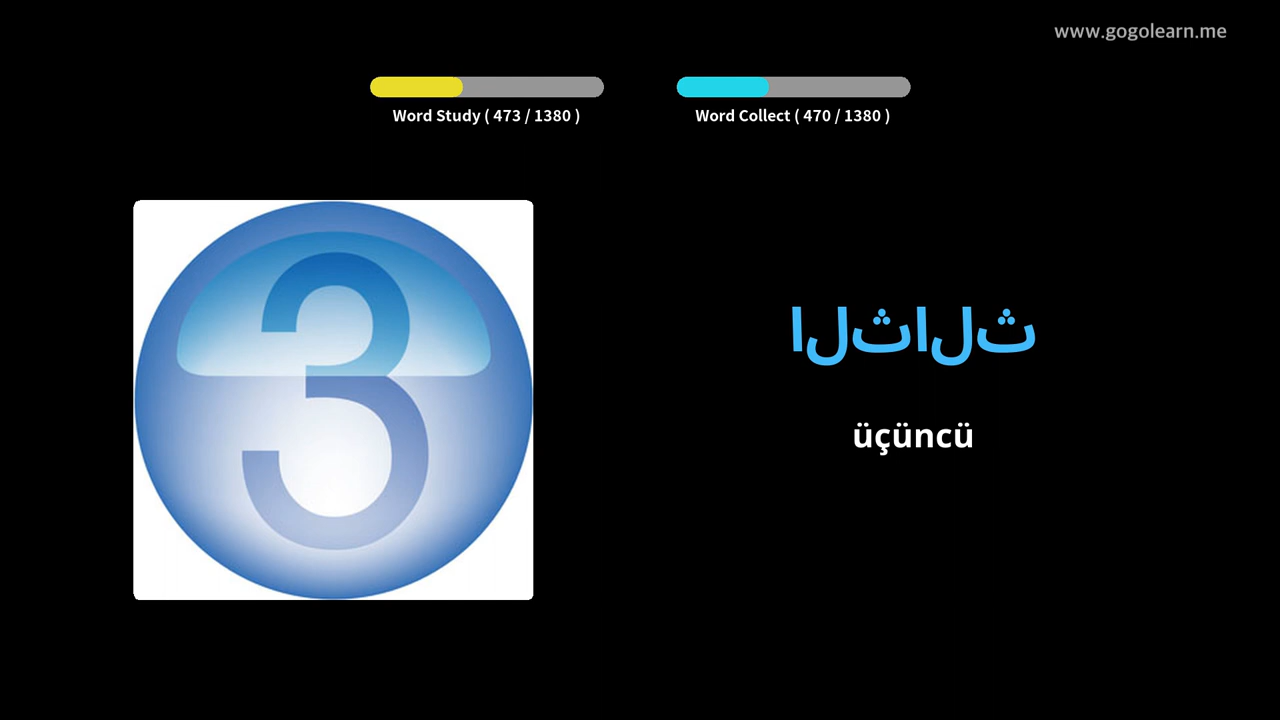 www.gogolearn.me
Word Study ( 473 / 1380 )
Word Collect ( 470 / 1380 )
3
الثالث
üçüncü